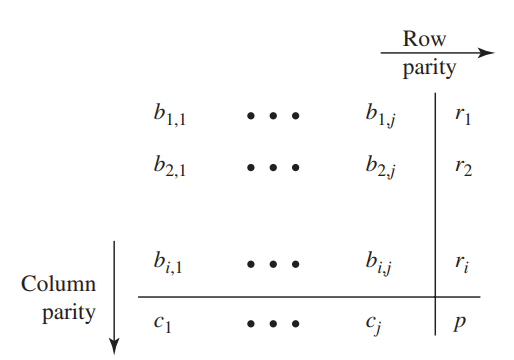 Row
parity
b1,1 • • • b1,j r1
b2,1 • • • b2,j r2
bi,1 • • • bi,j ri
Column
parity
c1 • • • cj p